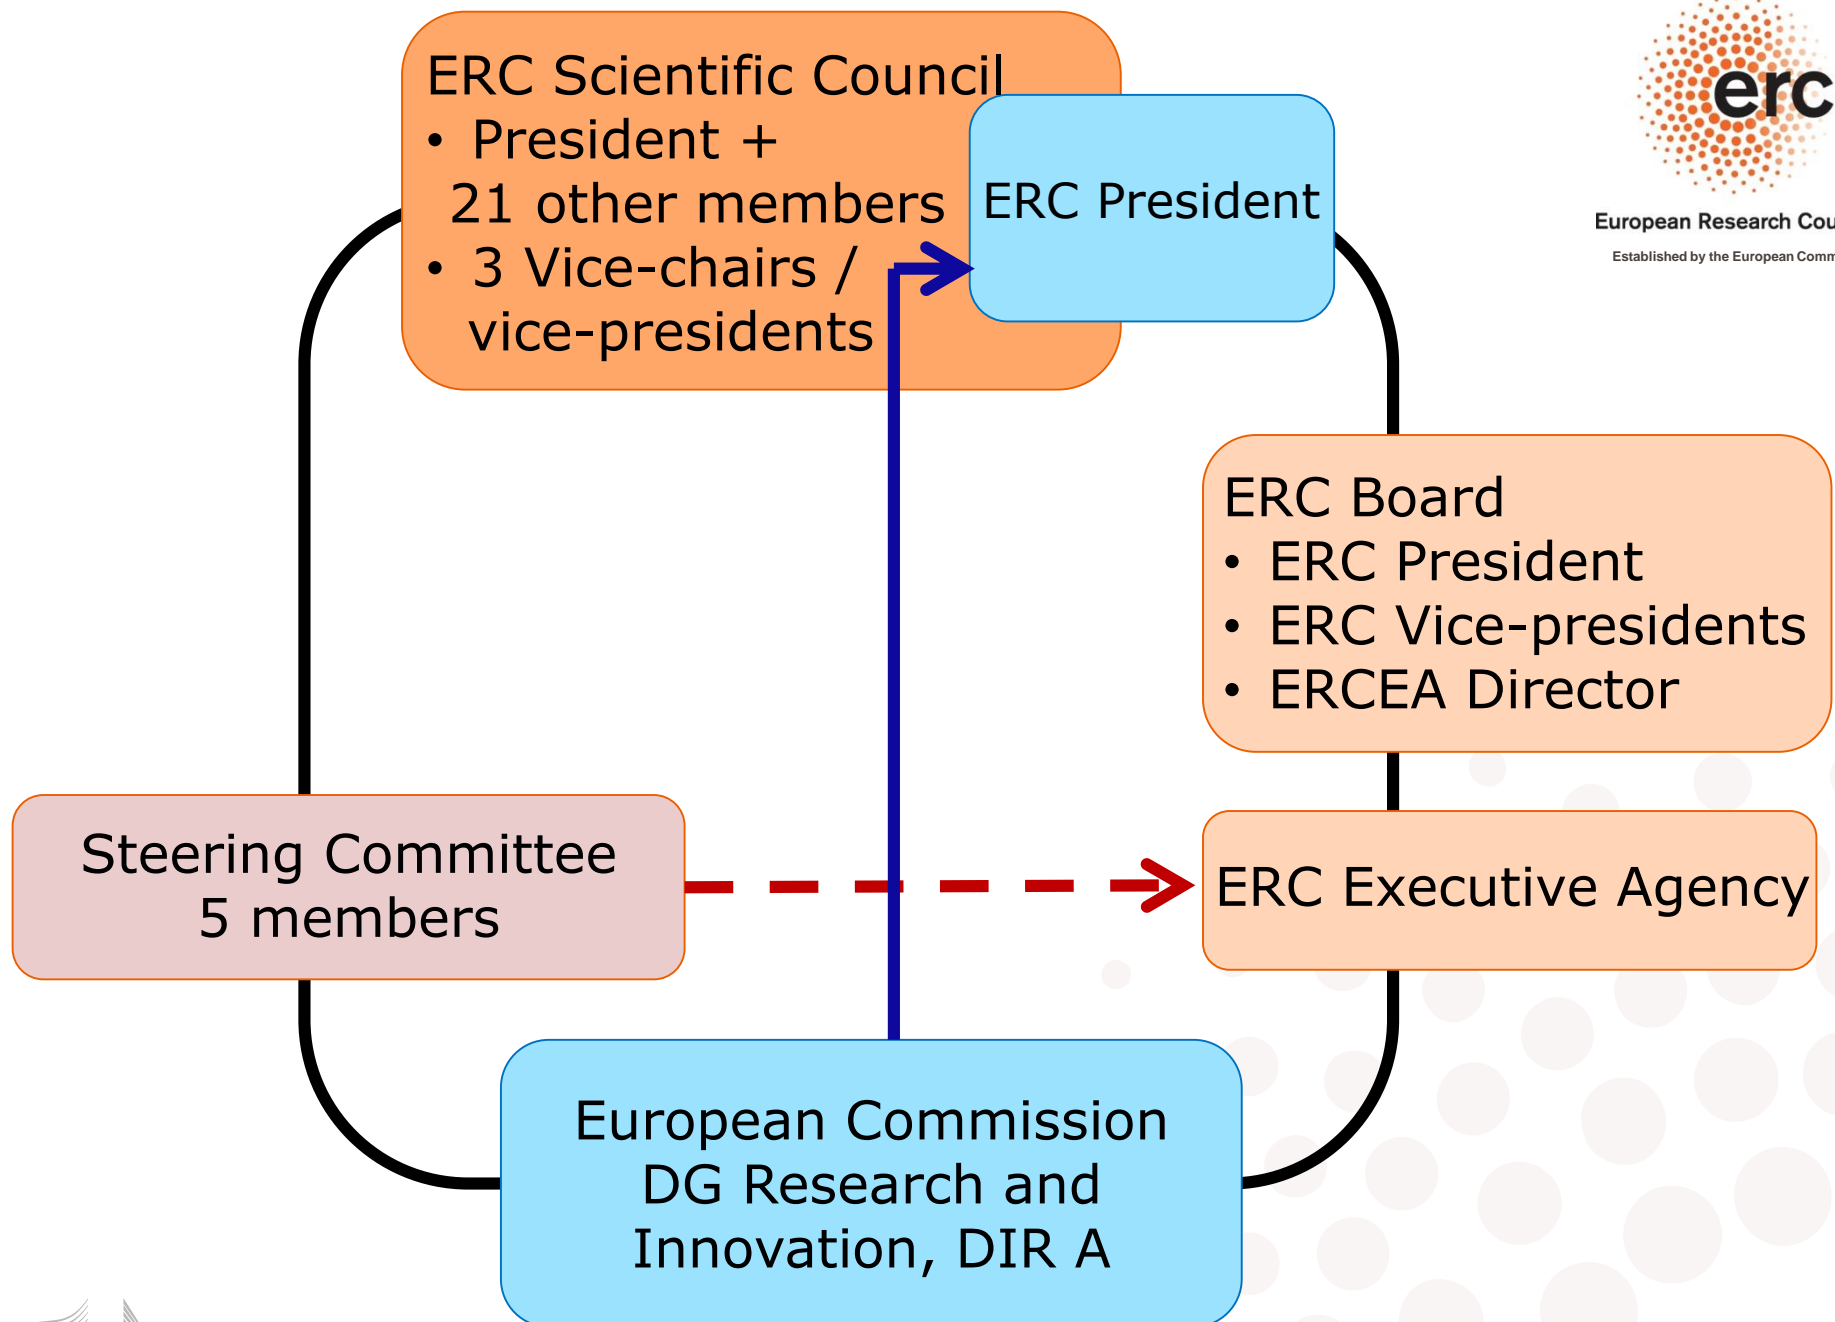 ERC Scientific Council
• President +
21 other members
• 3 Vice-chairs /
vice-presidents
ERC President
erc
European Research Cou
Established by the European Comm
ERC Board
• ERC President
• ERC Vice-presidents
• ERCEA Director
Steering Committee
5 members
ERC Executive Agency
European Commission
DG Research and
Innovation, DIR A